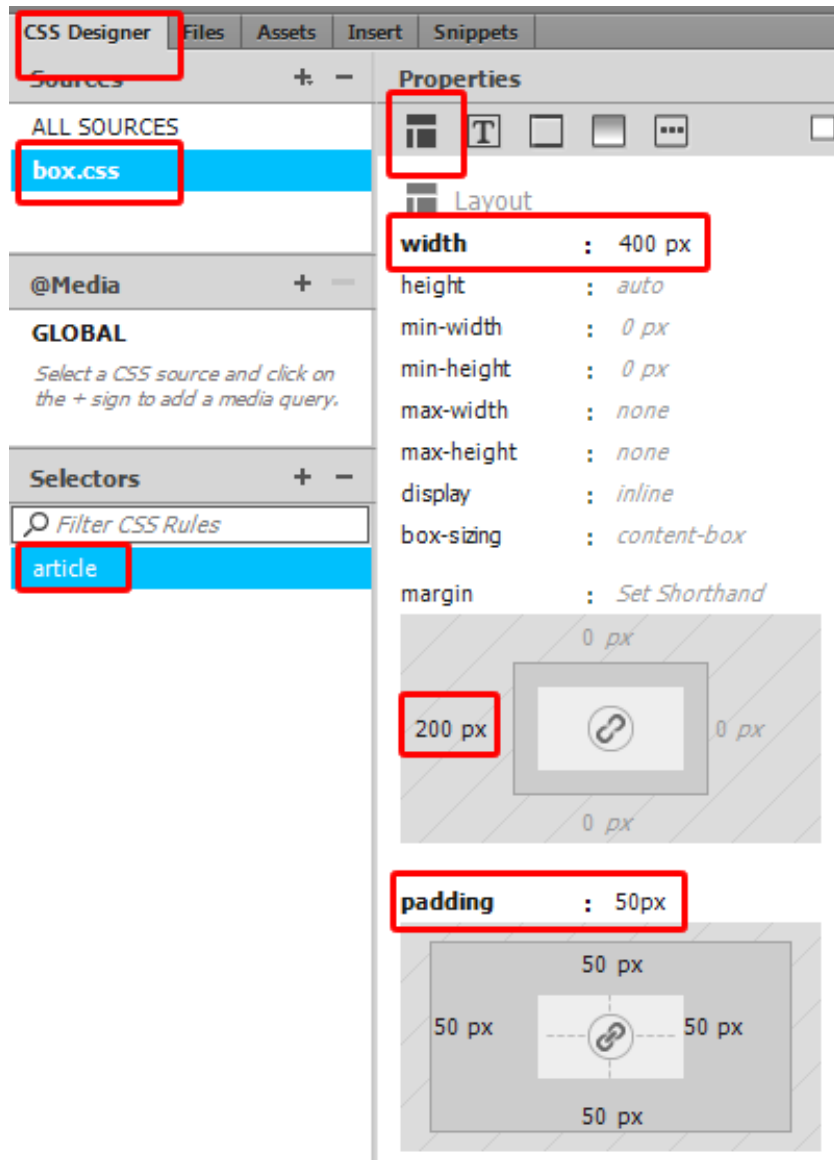 CSS Designer Files Assets Insert Snippets
Sources
ALL SOURCES
box.css
@Media
GLOBAL
Select a CSS source and click on
the + sign to add a media query.
Selectors
Filter CSS Rules
article
Properties
T
Layout
width : 400 px
height : auto
min-width : 0 px
min-height : 0 px
max-width : none
max-height : none
display : inline
box-sizing : content-box
margin : Set Shorthand
0 px
200 px 0 px
0 px
padding : 50px
50 px
50 px 50 px
50 px